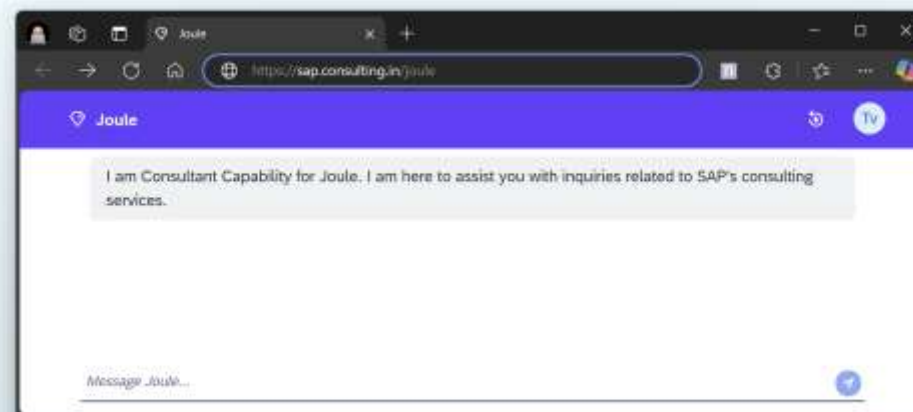 Joule
https://sap.consulting.in/joule
Joule
TV
I am Consultant Capability for Joule. I am here to assist you with inquiries related to SAP's consulting
services.
Message Joule...